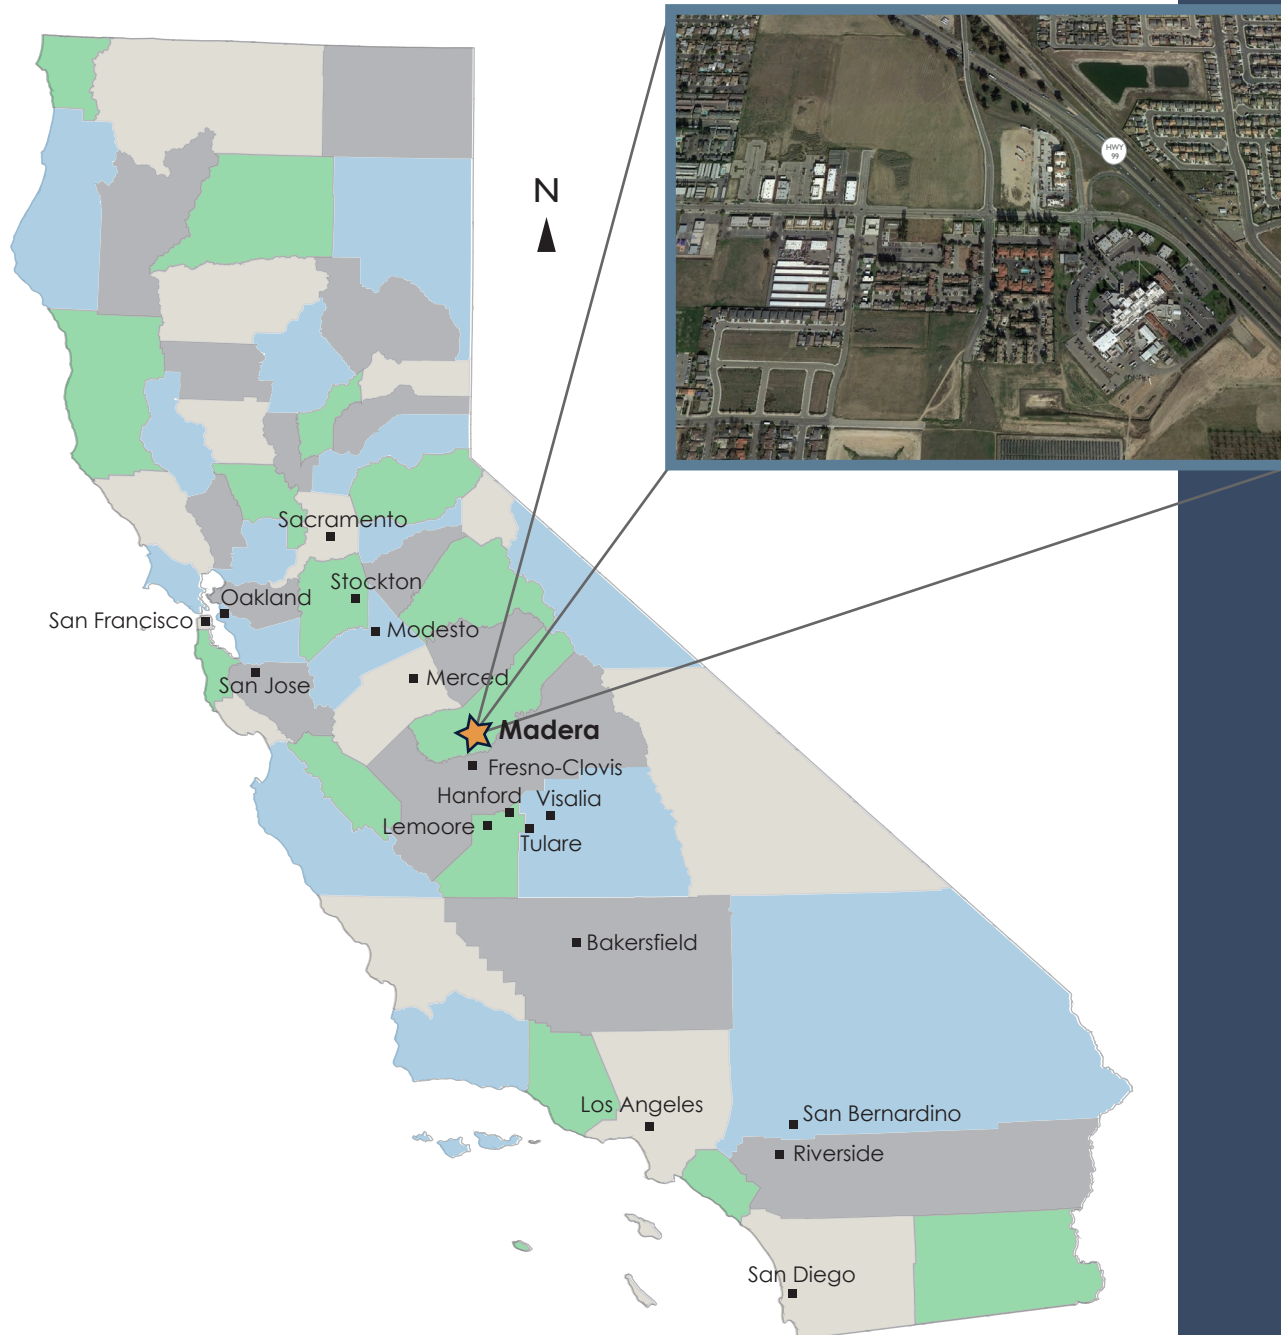 N
HWY
99
Sacramento
Stockton
Oakland
San Francisco
Modesto
Merced
San Jose
Madera
Fresno-Clovis
Hanford
Visalia
Lemoore
Tulare
Bakersfield
Los Angeles
San Bernardino
Riverside
San Diego